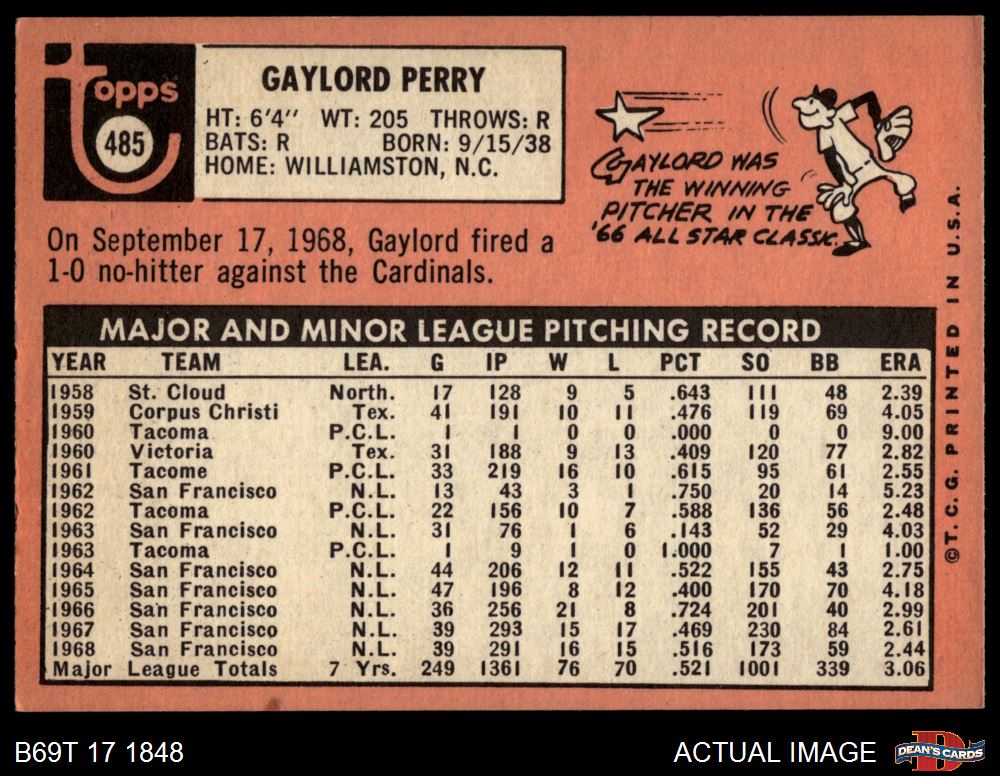 Topps
485
GAYLORD PERRY
HT: 6'4" WT: 205 THROWS: R
BATS: R BORN: 9/15/38
HOME: WILLIAMSTON, N.C.
GAYLORD WAS
THE WINNING
PITCHER IN THE
'66 ALL STAR CLASSIC.
On September 17, 1968, Gaylord fired a
1-0 no-hitter against the Cardinals.
MAJOR AND MINOR LEAGUE PITCHING RECORD
YEAR TEAM LEA. G IP W L PCT SO BB ERA
1958 St. Cloud North. 17 128 9 5 .643 111 48 2.39
1959 Corpus Christi Tex. 41 191 10 11 .476 119 69 4.05
1960 Tacoma P.C.L. 1 1 0 0 .000 0 0 9.00
1960 Victoria Tex. 31 188 9 13 .409 120 77 2.82
1961 Tacome P.C.L. 33 219 16 10 .615 95 61 2.55
1962 San Francisco N.L. 13 43 3 1 .750 20 14 5.23
1962 Tacoma P.C.L. 22 156 10 7 .588 136 56 2.48
1963 San Francisco N.L. 31 76 1 6 .143 52 29 4.03
1963 Tacoma P.C.L. 1 9 1 0 1.000 7 1 1.00
1964 San Francisco N.L. 44 206 12 11 .522 155 43 2.75
1965 San Francisco N.L. 47 196 8 12 .400 170 70 4.18
1966 San Francisco N.L. 36 256 21 8 .724 201 40 2.99
1967 San Francisco N.L. 39 293 15 17 .469 230 84 2.61
1968 San Francisco N.L. 39 291 16 15 .516 173 59 2.44
Major League Totals 7 Yrs. 249 1361 76 70 .521 1001 339 3.06
©T.C.G. PRINTED IN U.S.A.
B69T 17 1848
ACTUAL IMAGE
D
DEAN'S CARDS